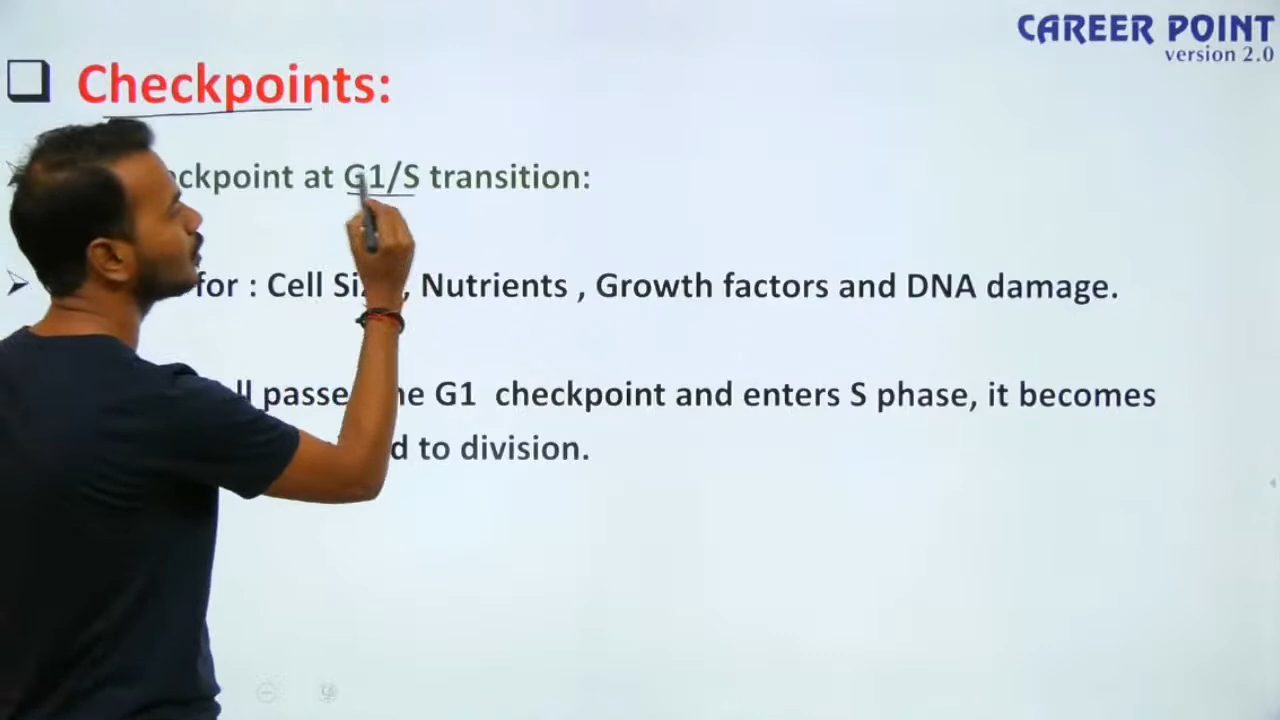 CAREER POINT
version 2.0
Checkpoints:
ckpoint at G1/S transition:
for : Cell Si , Nutrients , Growth factors and DNA damage.
ll passe he G1 checkpoint and enters S phase, it becomes
d to division.